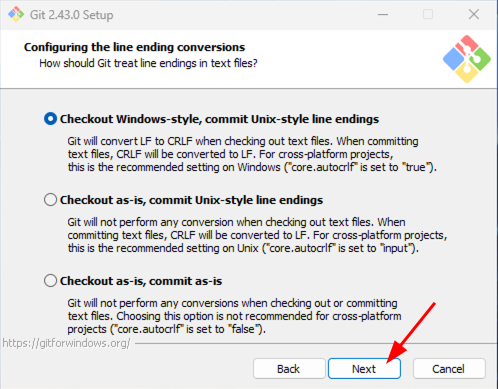 Git 2.43.0 Setup
Configuring the line ending conversions
How should Git treat line endings in text files?
Checkout Windows-style, commit Unix-style line endings
Git will convert LF to CRLF when checking out text files. When committing
text files, CRLF will be converted to LF. For cross-platform projects,
this is the recommended setting on Windows ("core.autocrlf" is set to "true").
Checkout as-is, commit Unix-style line endings
Git will not perform any conversion when checking out text files. When
committing text files, CRLF will be converted to LF. For cross-platform projects,
this is the recommended setting on Unix ("core.autocrlf" is set to "input").
Checkout as-is, commit as-is
Git will not perform any conversions when checking out or committing
text files. Choosing this option is not recommended for cross-platform
projects ("core.autocrlf" is set to "false").
https://gitforwindows.org/
Back Next Cancel